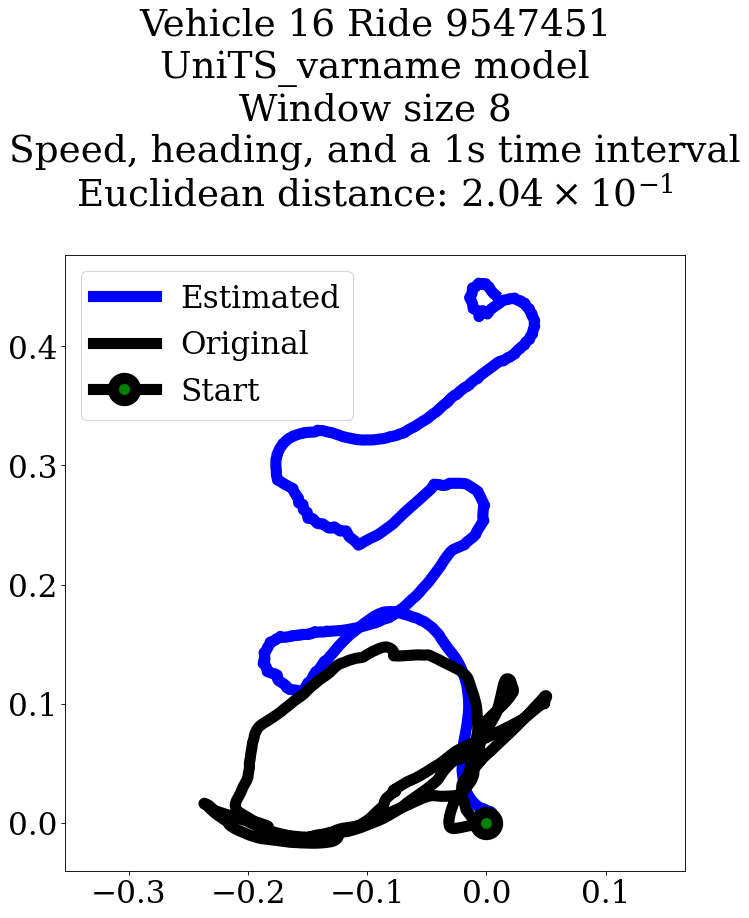 Vehicle 16 Ride 9547451
UniTS_varname model
Window size 8
Speed, heading, and a 1s time interval
Euclidean distance: 2.04 × 10⁻¹
Estimated
Original
Start
0.4
0.3
0.2
0.1
0.0
−0.3
−0.2
−0.1
0.0
0.1